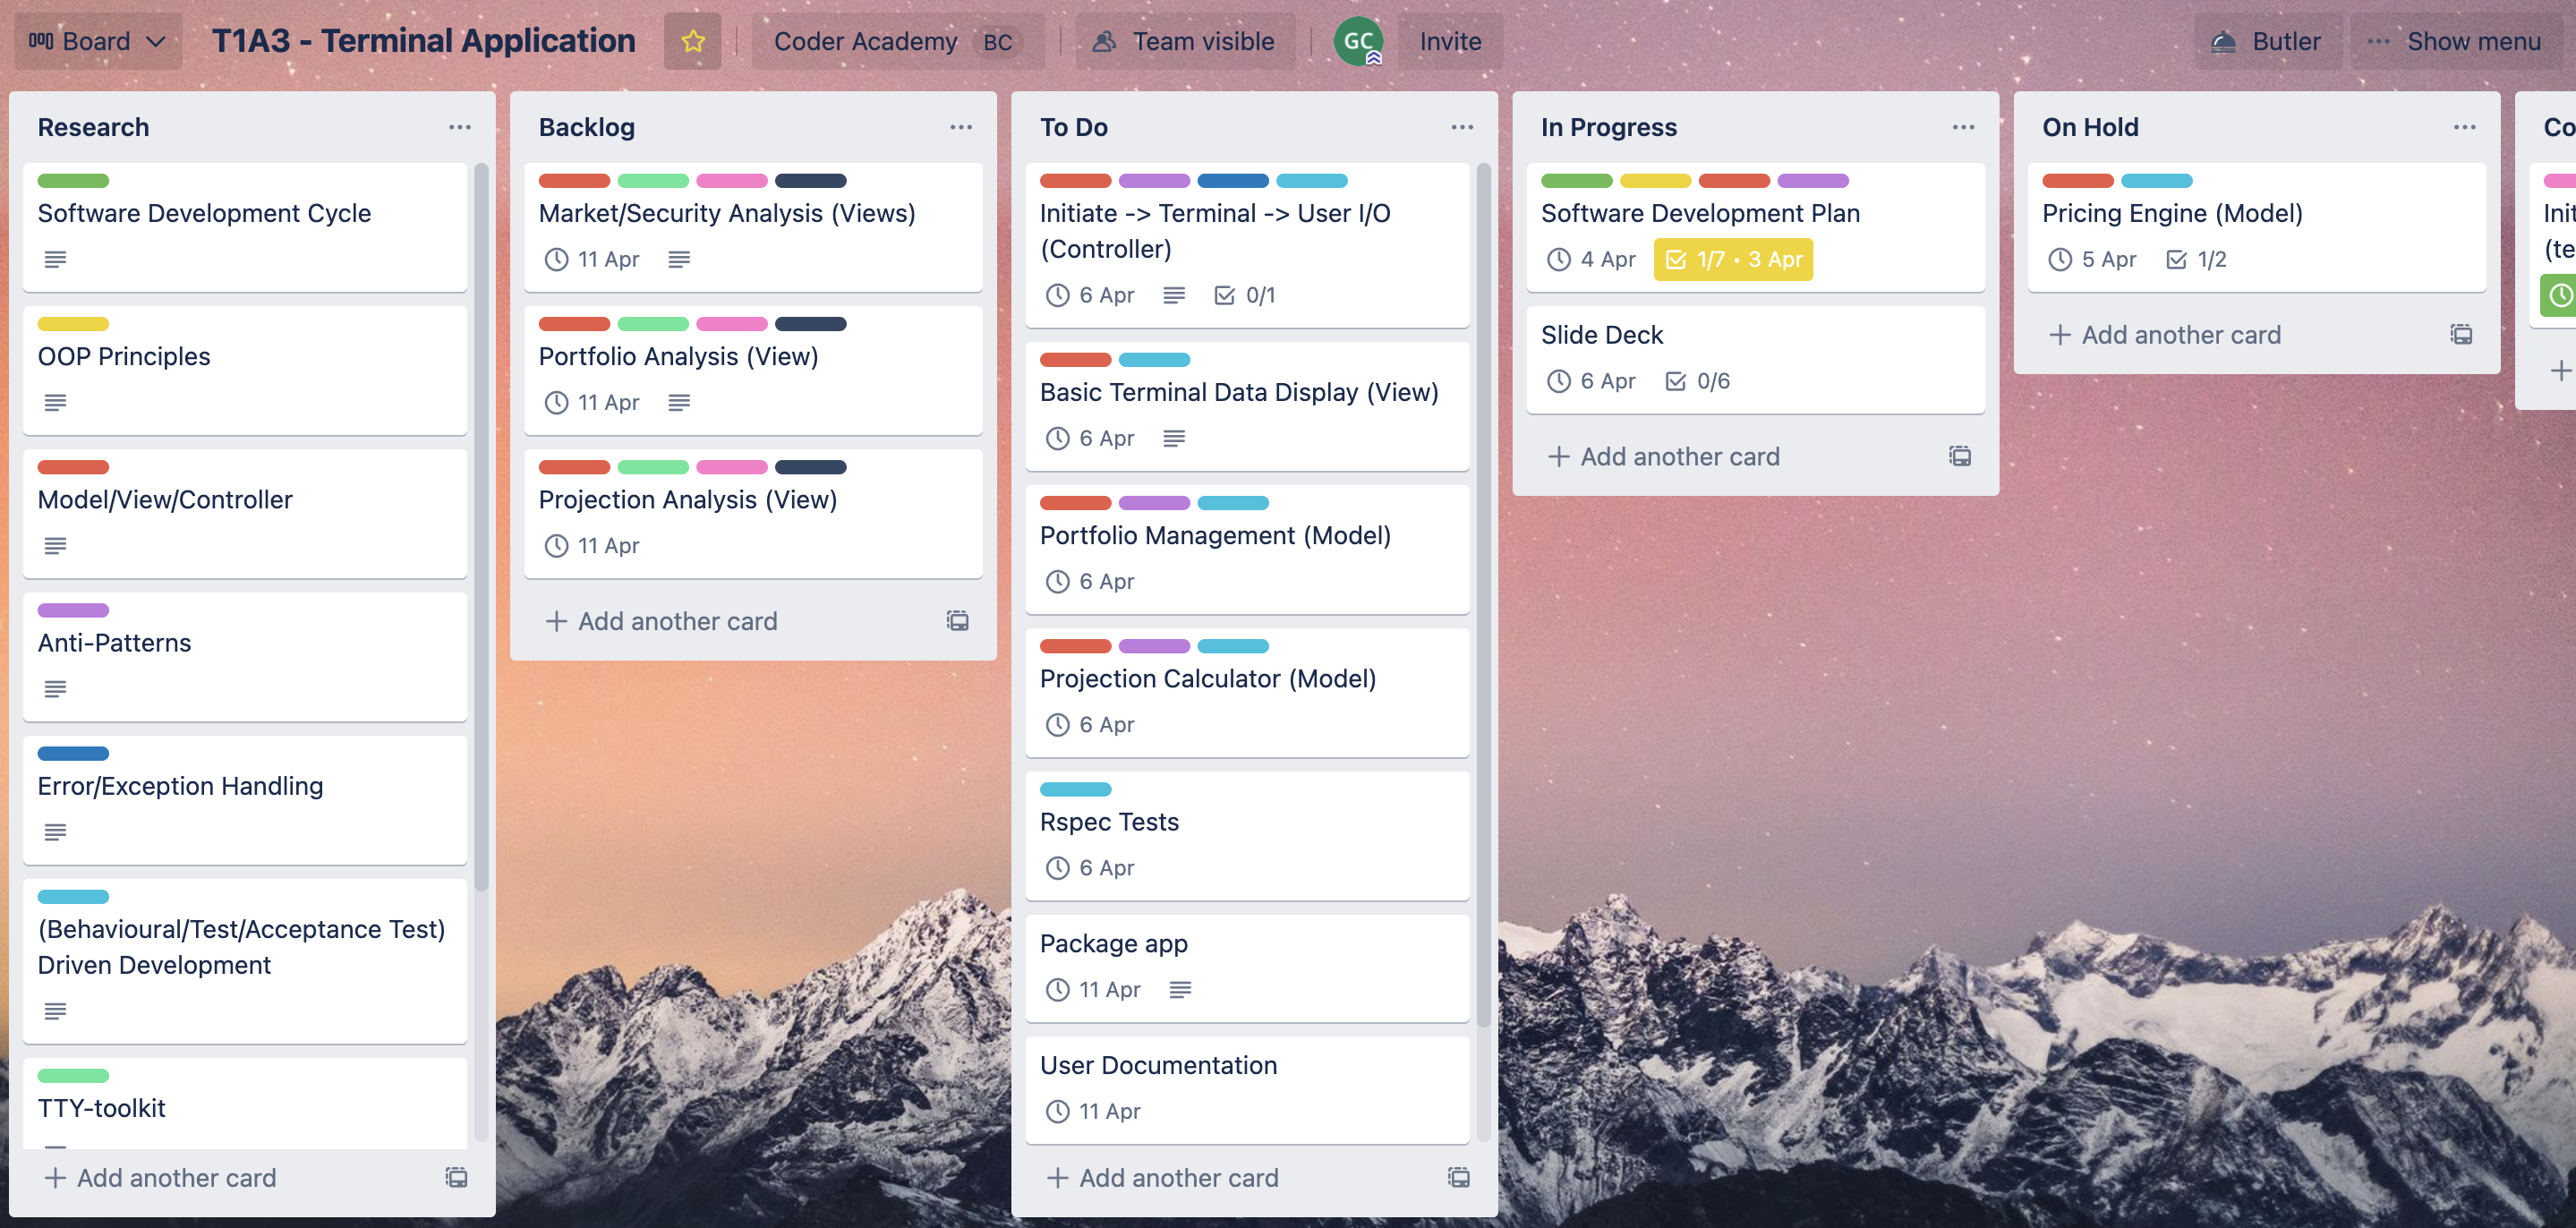 Board
T1A3 - Terminal Application
Coder Academy BC
Team visible
GC
Invite
Butler
Show menu
Research
Software Development Cycle
OOP Principles
Model/View/Controller
Anti-Patterns
Error/Exception Handling
(Behavioural/Test/Acceptance Test)
Driven Development
TTY-toolkit
+ Add another card
Backlog
Market/Security Analysis (Views)
11 Apr
Portfolio Analysis (View)
11 Apr
Projection Analysis (View)
11 Apr
+ Add another card
To Do
Initiate -> Terminal -> User I/O
(Controller)
6 Apr 0/1
Basic Terminal Data Display (View)
6 Apr
Portfolio Management (Model)
6 Apr
Projection Calculator (Model)
6 Apr
Rspec Tests
6 Apr
Package app
11 Apr
User Documentation
11 Apr
+ Add another card
In Progress
Software Development Plan
4 Apr 1/7 • 3 Apr
Slide Deck
6 Apr 0/6
+ Add another card
On Hold
Pricing Engine (Model)
5 Apr 1/2
+ Add another card
Co
Init
(te
+